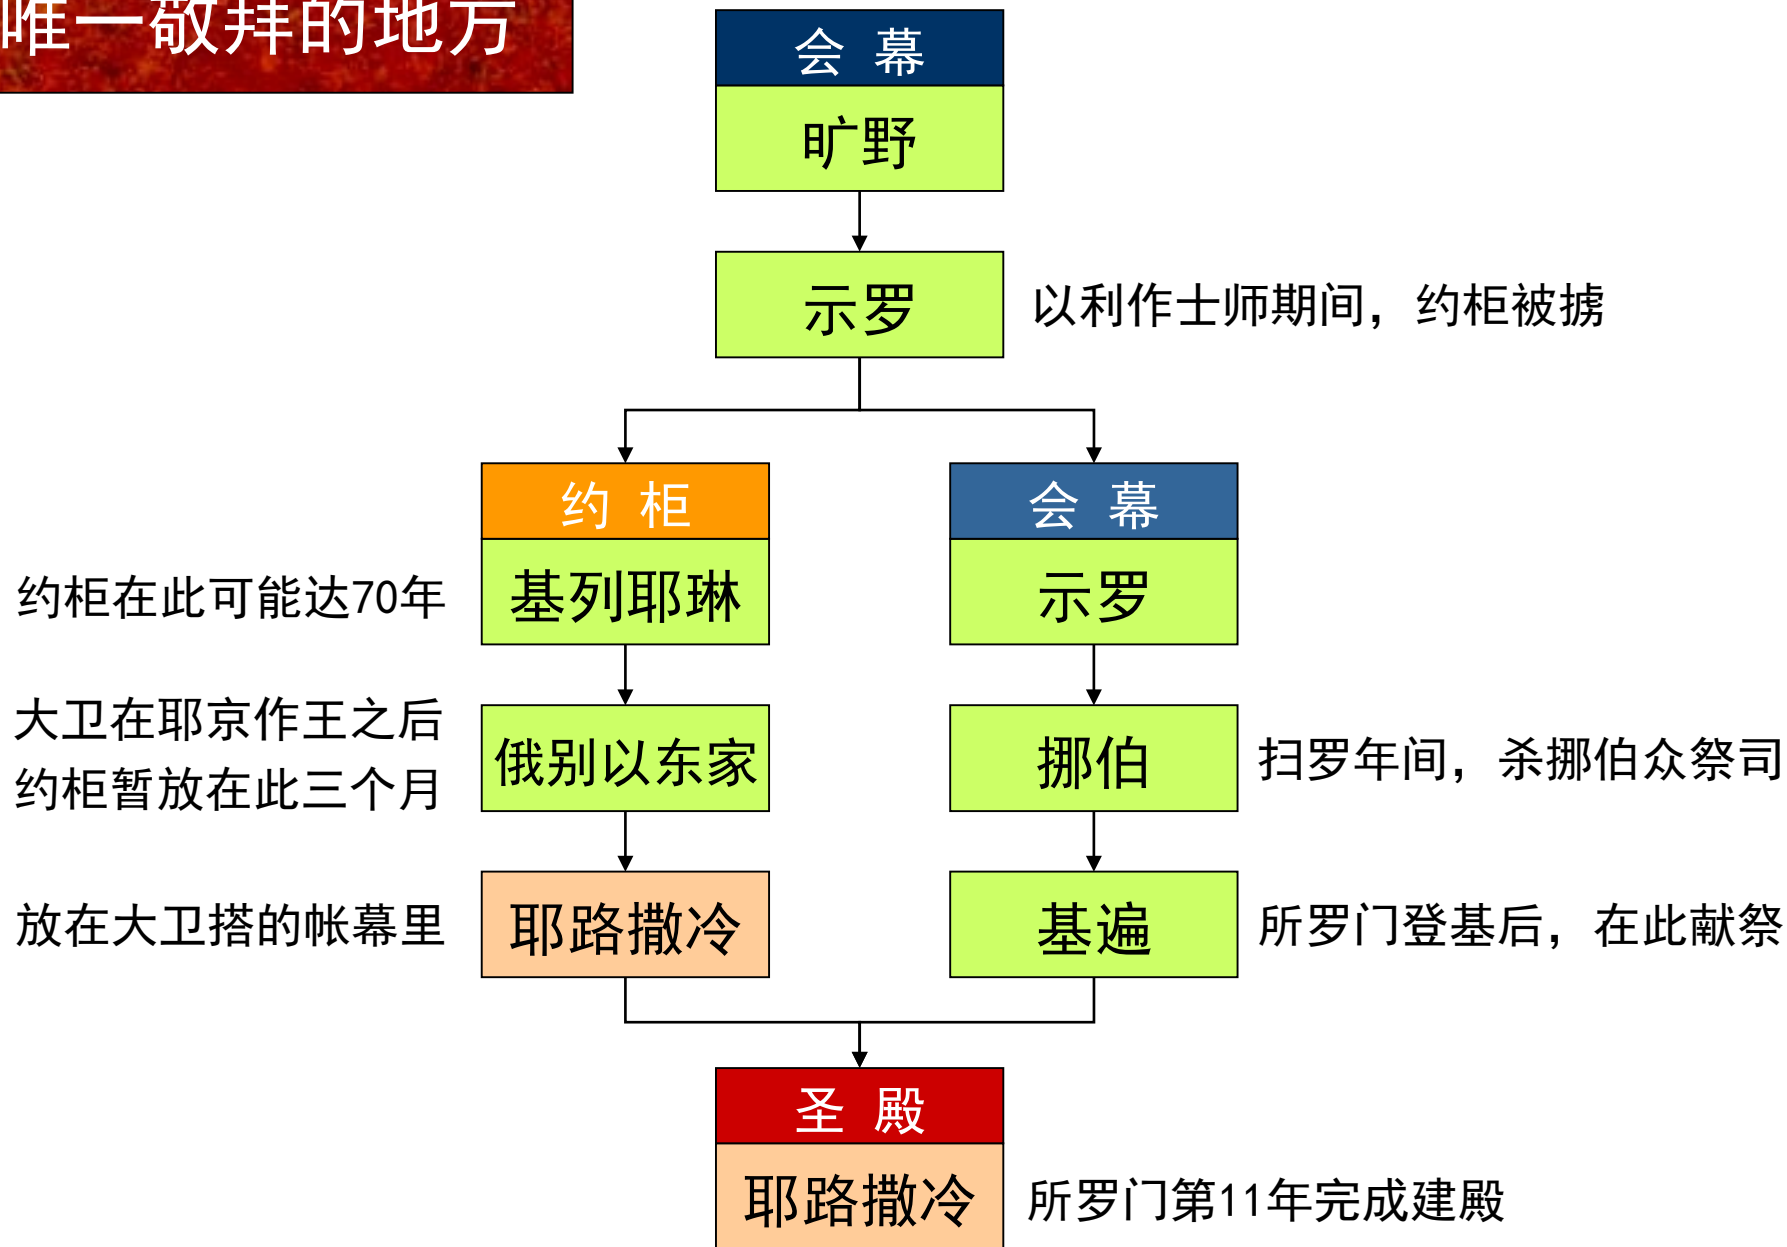 唯一敬拜的地方
会 幕
旷野
示罗
以利作士师期间，约柜被掳
约 柜
会 幕
约柜在此可能达70年
基列耶琳
示罗
大卫在耶京作王之后
约柜暂放在此三个月
俄别以东家
挪伯
扫罗年间，杀挪伯众祭司
放在大卫搭的帐幕里
耶路撒冷
基遍
所罗门登基后，在此献祭
圣 殿
耶路撒冷
所罗门第11年完成建殿